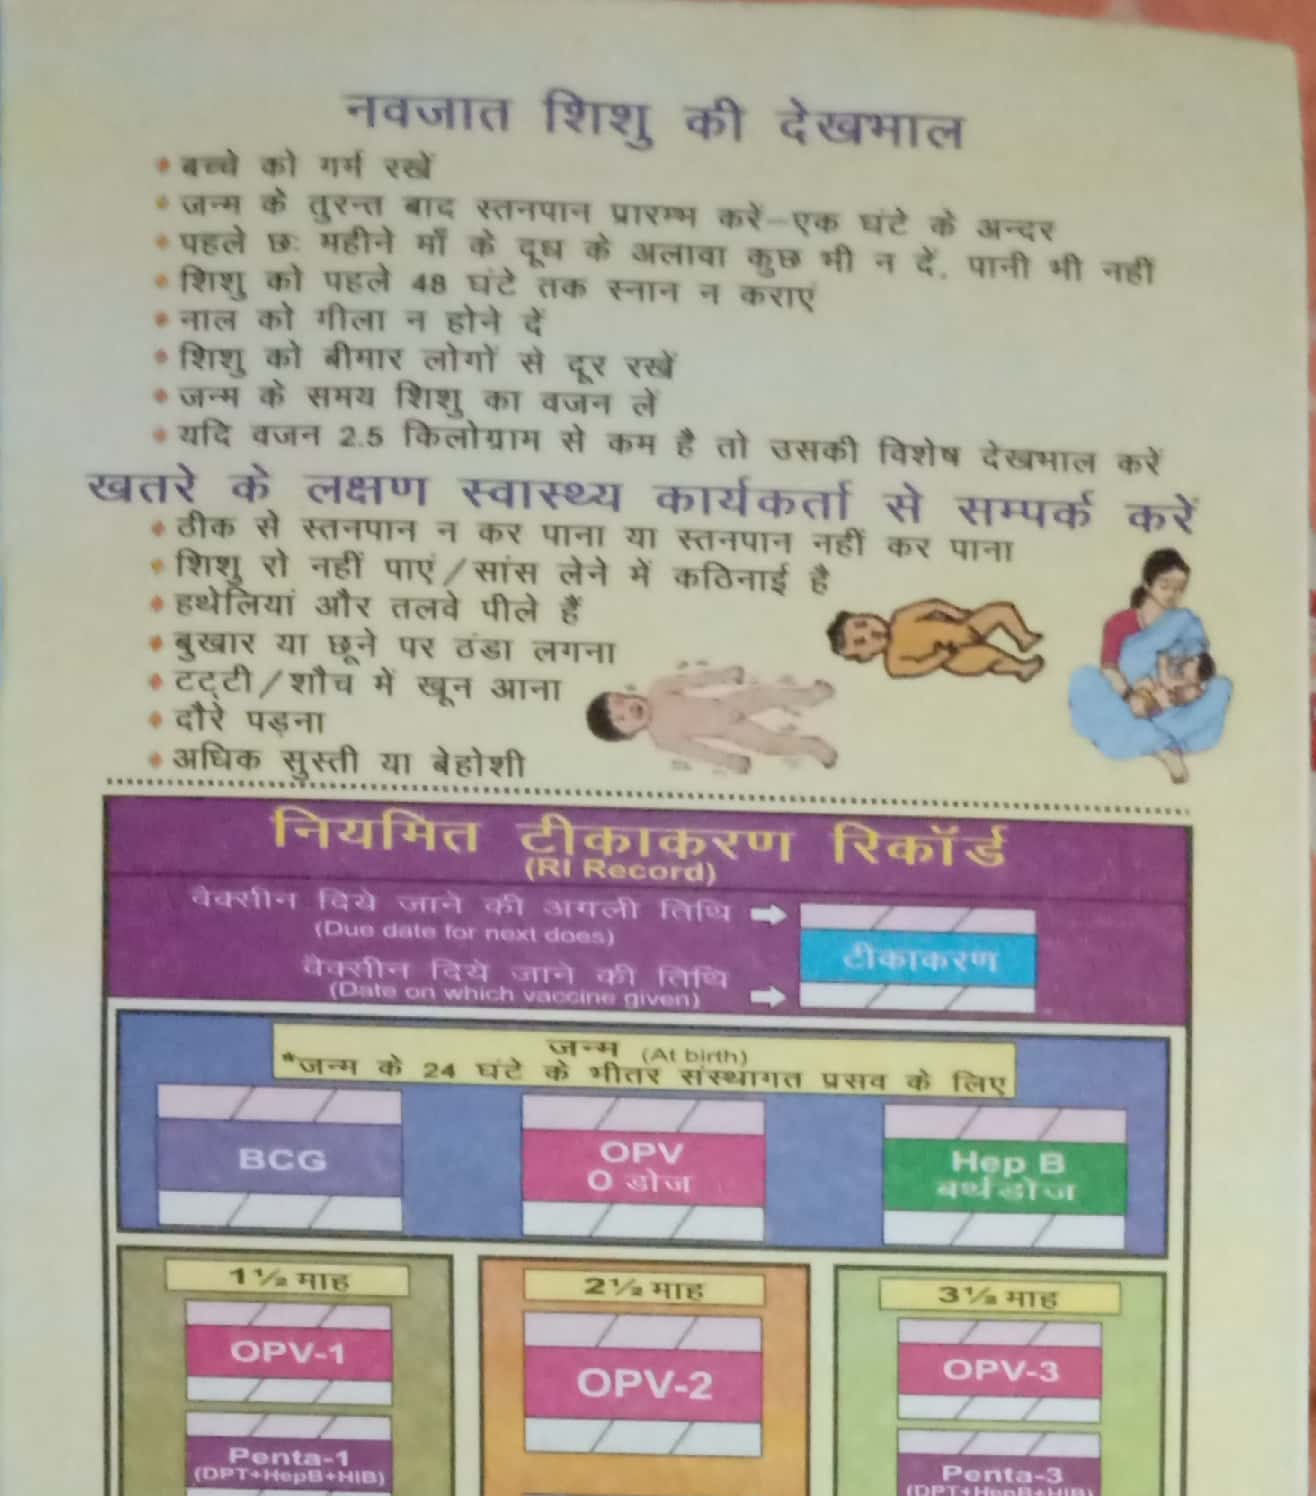 नवजात शिशु की देखभाल
बच्चे को गर्म रखें
जन्म के तुरन्त बाद स्तनपान प्रारम्भ करें–एक घंटे के अन्दर
पहले छः महीने माँ के दूध के अलावा कुछ भी न दें, पानी भी नहीं
शिशु को पहले 48 घंटे तक स्नान न कराएं
नाल को गीला न होने दें
शिशु को बीमार लोगों से दूर रखें
जन्म के समय शिशु का वजन लें
यदि वजन 2.5 किलोग्राम से कम है तो उसकी विशेष देखभाल करें
खतरे के लक्षण स्वास्थ्य कार्यकर्ता से सम्पर्क करें
ठीक से स्तनपान न कर पाना या स्तनपान नहीं कर पाना
शिशु रो नहीं पाएं/सांस लेने में कठिनाई है
हथेलियां और तलवे पीले हैं
बुखार या छूने पर ठंडा लगना
टट्टी/शौच में खून आना
दौरे पड़ना
अधिक सुस्ती या बेहोशी
नियमित टीकाकरण रिकॉर्ड
(RI Record)
वैक्सीन दिये जाने की अगली तिथि
(Due date for next does)
टीकाकरण
वैक्सीन दिये जाने की तिथि
(Date on which vaccine given)
जन्म (At birth)
*जन्म के 24 घंटे के भीतर संस्थागत प्रसव के लिए
BCG
OPV
0 डोज
Hep B
बर्थडोज
1½ माह
2½ माह
3½ माह
OPV-1
OPV-2
OPV-3
Penta-1
(DPT+HepB+HIB)
Penta-3
(DPT+HepB+HIB)